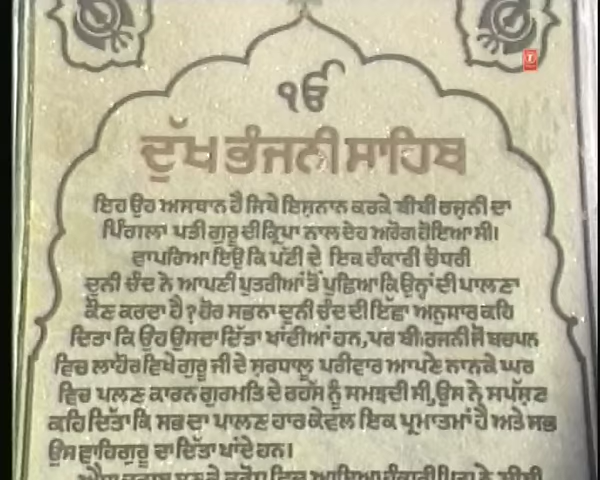 ੴ
ਦੁੱਖ ਭੰਜਨੀ ਸਾਹਿਬ
ਇਹ ਉਹ ਅਸਥਾਨ ਹੈ ਜਿਥੇ ਇਸ਼ਨਾਨ ਕਰਕੇ ਬੀਬੀ ਰਜਨੀ ਦਾ
ਪਿੰਗਲਾ ਪਤੀ ਗੁਰੂ ਦੀ ਕ੍ਰਿਪਾ ਨਾਲ ਦੇਹ ਅਰੋਗ ਹੋਇਆ ਸੀ।
ਵਾਪਰਿਆ ਇਉਂ ਕਿ ਪੱਟੀ ਦੇ ਇਕ ਹੰਕਾਰੀ ਚੌਧਰੀ
ਦੁਨੀ ਚੰਦ ਨੇ ਆਪਣੀ ਪੁਤਰੀਆਂ ਤੋਂ ਪੁਛਿਆ ਕਿ ਉਨ੍ਹਾਂ ਦੀ ਪਾਲਣਾ
ਕੌਣ ਕਰਦਾ ਹੈ? ਹੋਰ ਸਭਨਾ ਦੁਨੀ ਚੰਦ ਦੀ ਇੱਛਾ ਅਨੁਸਾਰ ਕਹਿ
ਦਿਤਾ ਕਿ ਉਹ ਉਸਦਾ ਦਿੱਤਾ ਖਾਂਦੀਆਂ ਹਨ, ਪਰ ਬੀ: ਰਜਨੀ ਜੋ ਬਚਪਨ
ਵਿਚ ਲਾਹੌਰ ਵਿਖੇ ਗੁਰੂ ਜੀ ਦੇ ਸ਼ਰਧਾਲੂ ਪਰੀਵਾਰ ਆਪਣੇ ਨਾਨਕੇ ਘਰ
ਵਿਚ ਪਲਣ ਕਾਰਨ ਗੁਰਮਤਿ ਦੇ ਰਹੱਸ ਨੂੰ ਸਮਝਦੀ ਸੀ, ਉਸ ਨੇ ਸਪੱਸ਼ਟ
ਕਹਿ ਦਿੱਤਾ ਕਿ ਸਭ ਦਾ ਪਾਲਣ ਹਾਰ ਕੇਵਲ ਇਕ ਪ੍ਰਮਾਤਮਾਂ ਹੈ ਅਤੇ ਸਭ
ਉਸ ਵਾਹਿਗੁਰੂ ਦਾ ਦਿੱਤਾ ਖਾਂਦੇ ਹਨ।